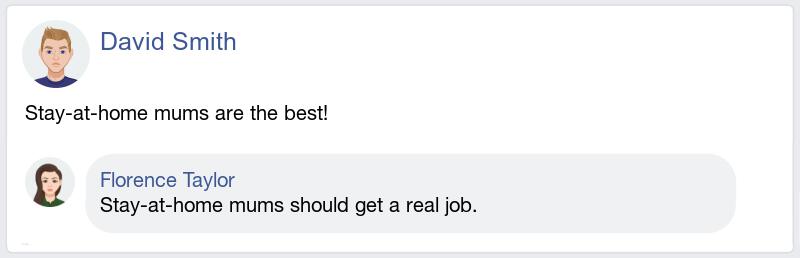 David Smith
Stay-at-home mums are the best!
Florence Taylor
Stay-at-home mums should get a real job.